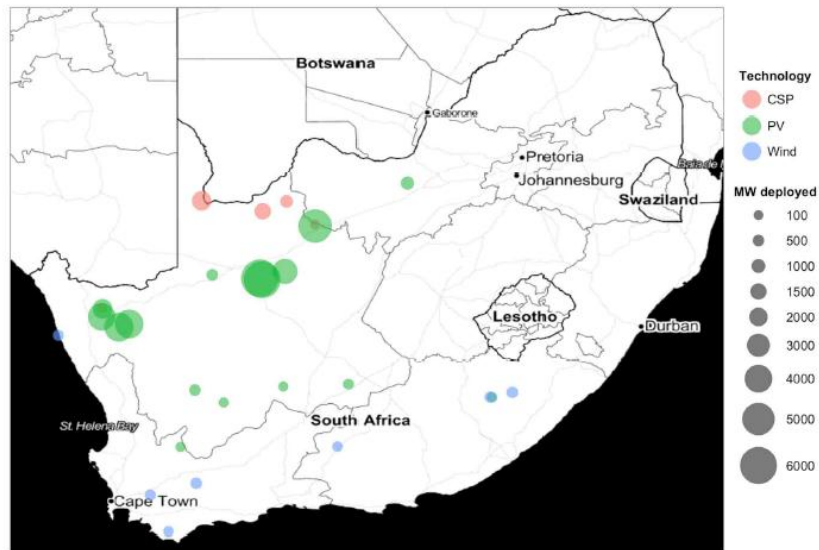 Botswana
Gaborone
Pretoria
Johannesburg
Swaziland
Lesotho
Durban
South Africa
St. Helena Bay
Cape Town
Technology
CSP
PV
Wind
MW deployed
100
500
1000
1500
2000
3000
4000
5000
6000